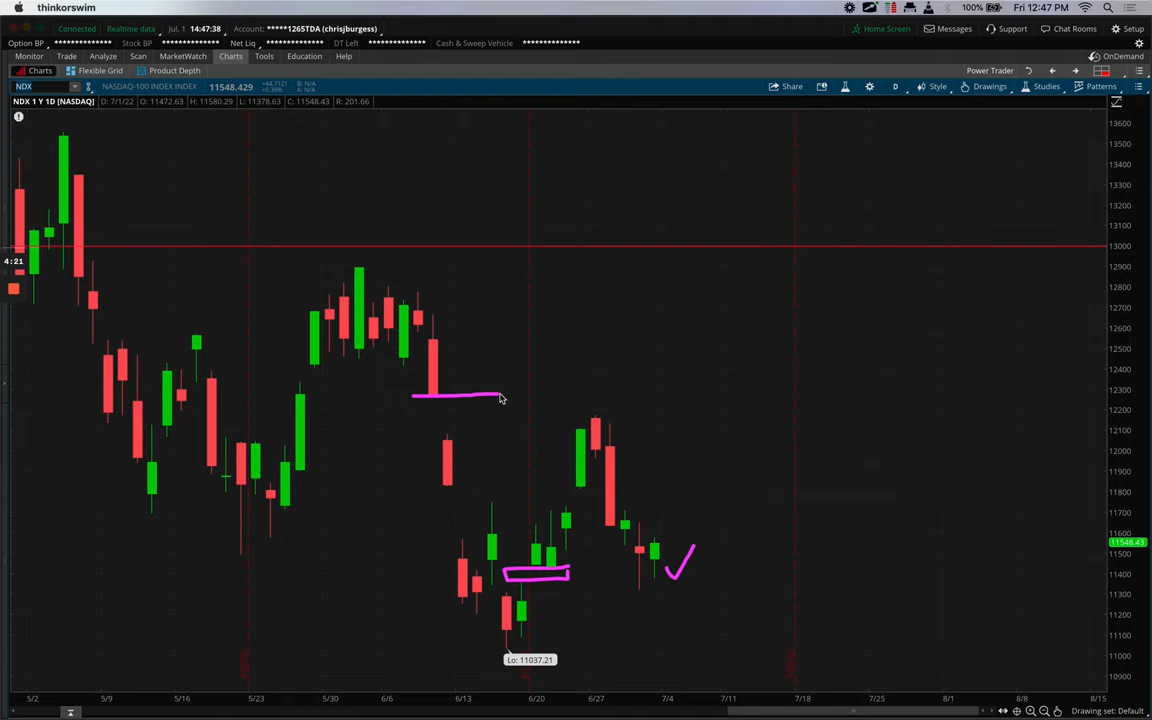 thinkorswim
100% Fri 12:47 PM
Connected Realtime data Jul. 1 14:47:38 Account: *****1265TDA (chrisjburgess) Home Screen Messages Support Chat Rooms Setup
Option BP ************** Stock BP ************** Net Liq ************** DT Left ************** Cash & Sweep Vehicle **************
Monitor Trade Analyze Scan MarketWatch Charts Tools Education Help OnDemand
Charts Flexible Grid Product Depth Power Trader
NDX NASDAQ-100 INDEX INDEX 11548.429 +44.7121 B: N/A Share D Style Drawings Studies Patterns
+0.39% A: N/A
NDX 1 Y 1D [NASDAQ] D: 7/1/22 O: 11472.63 H: 11580.29 L: 11378.63 C: 11548.43 R: 201.66
13600
13500
13400
13300
13200
13100
13000
4:21
12900
12800
12700
12600
12500
12400
12300
12200
12100
12000
11900
11800
11700
11600
11548.43
11500
11400
11300
11200
11100
Lo: 11037.21
11000
10900
5/2 5/9 5/16 5/23 5/30 6/6 6/13 6/20 6/27 7/4 7/11 7/18 7/25 8/1 8/8 8/15
Drawing set: Default